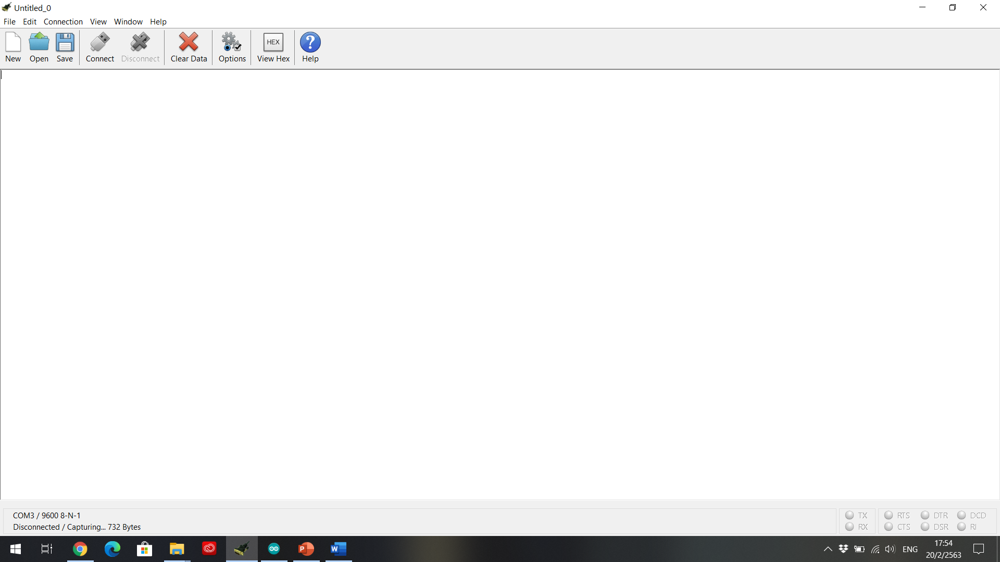 Untitled_0
File Edit Connection View Window Help
HEX
New Open Save Connect Disconnect Clear Data Options View Hex Help
COM3 / 9600 8-N-1
Disconnected / Capturing... 732 Bytes
TX RTS DTR DCD
RX CTS DSR RI
P W ENG
17:54
20/2/2563